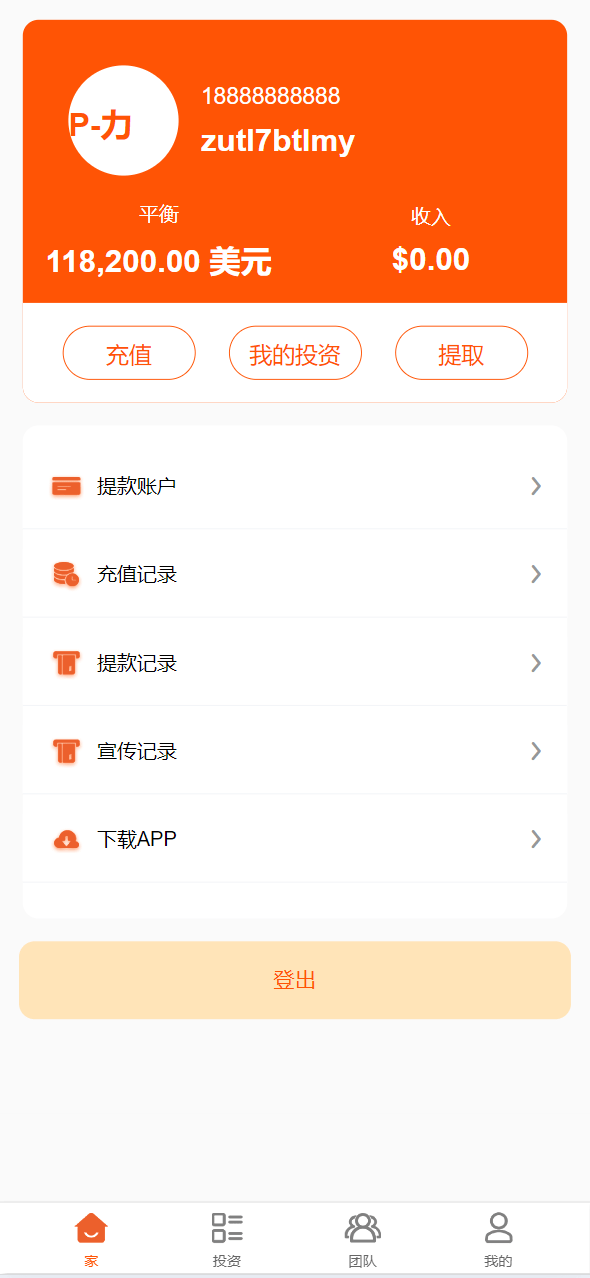 P-力
18888888888
zutl7btlmy
平衡
收入
118,200.00 美元
$0.00
充值
我的投资
提取
提款账户
充值记录
提款记录
宣传记录
下载APP
登出
家
投资
团队
我的